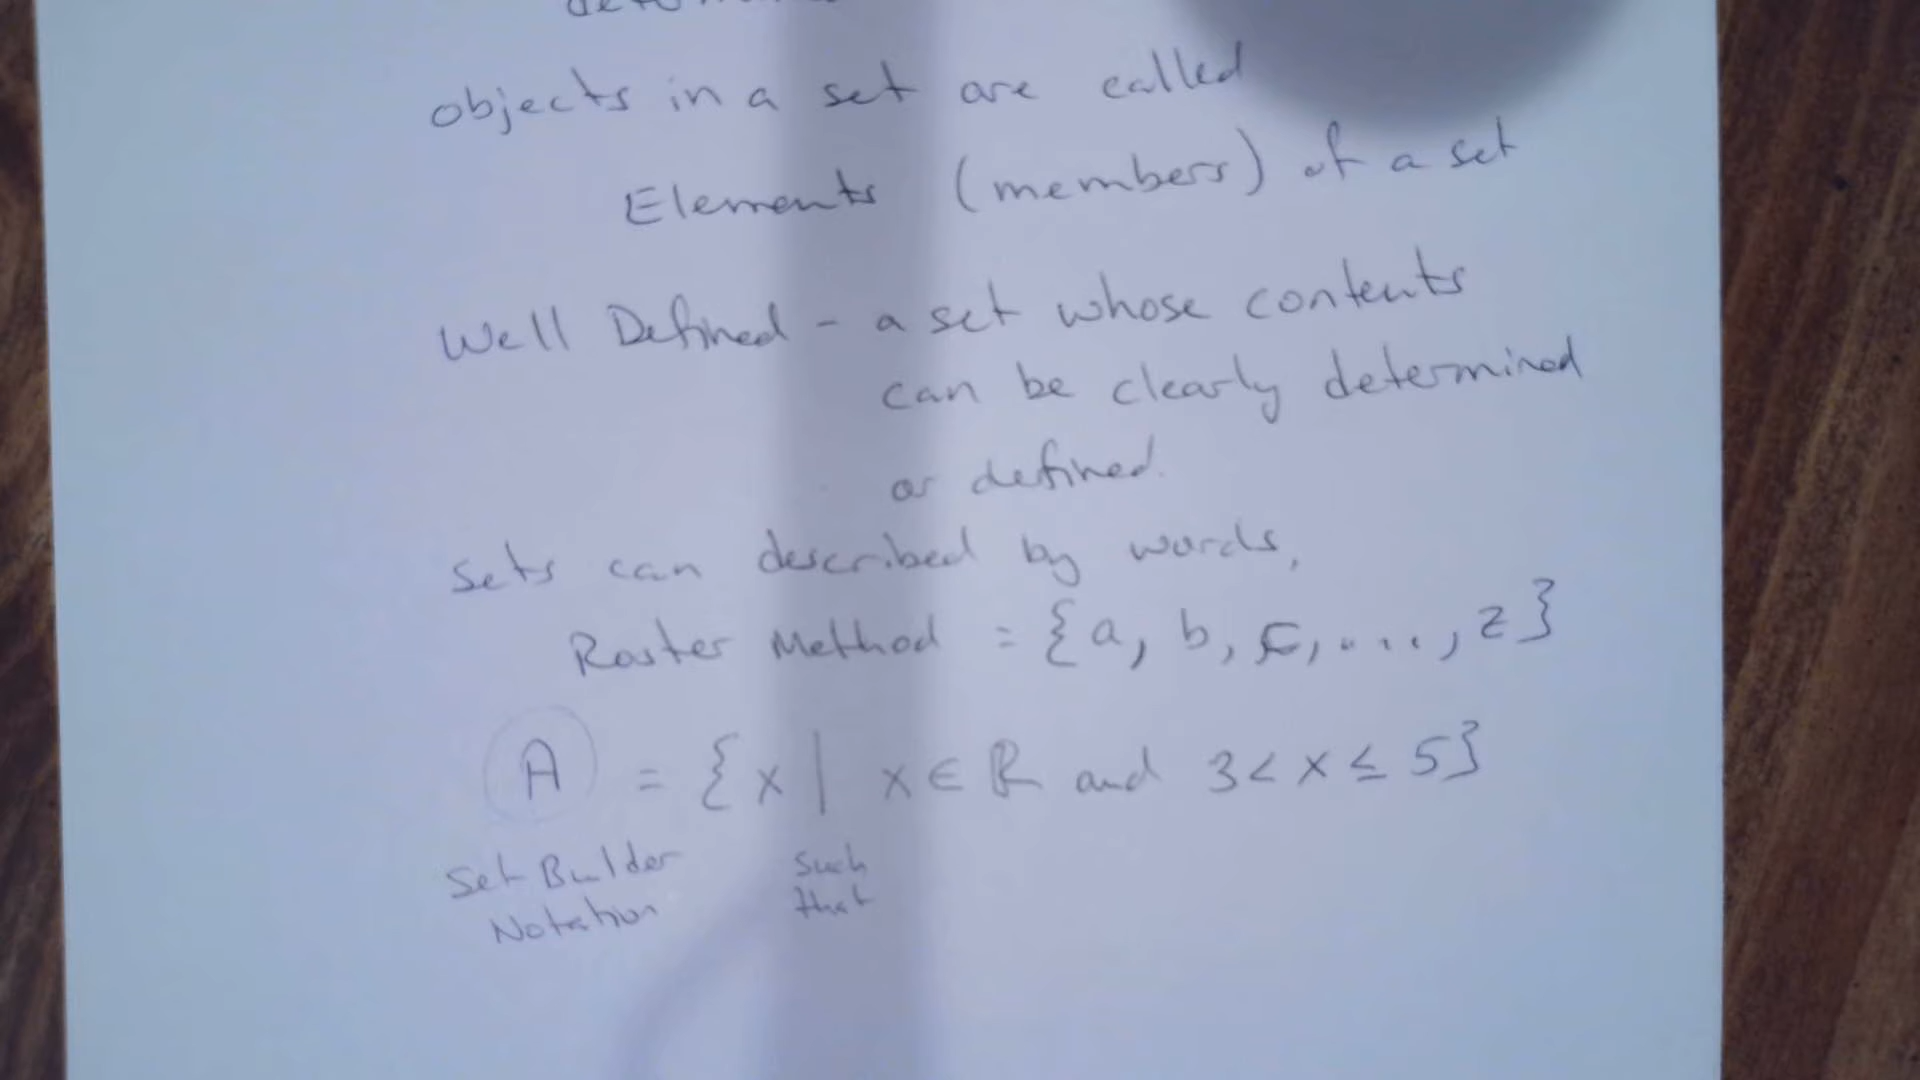 objects in a set are called
Elements (members) of a set
Well Defined - a set whose contents
can be clearly determined
or defined.
Sets can described by words,
Roster Method = {a, b, c, ...., z}
A = {x | x ∈ ℝ and 3 < x ≤ 5}
Set Builder
Notation
Such
that